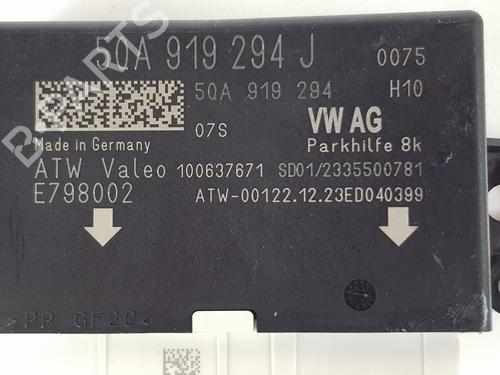 5QA 919 294 J 0075
5QA 919 294 H10
07S VW AG
Made in Germany Parkhilfe 8k
ATW Valeo 100637671 SD01/2335500781
E798002 ATW-00122.12.23ED040399
>PP GF20<
B-PARTS